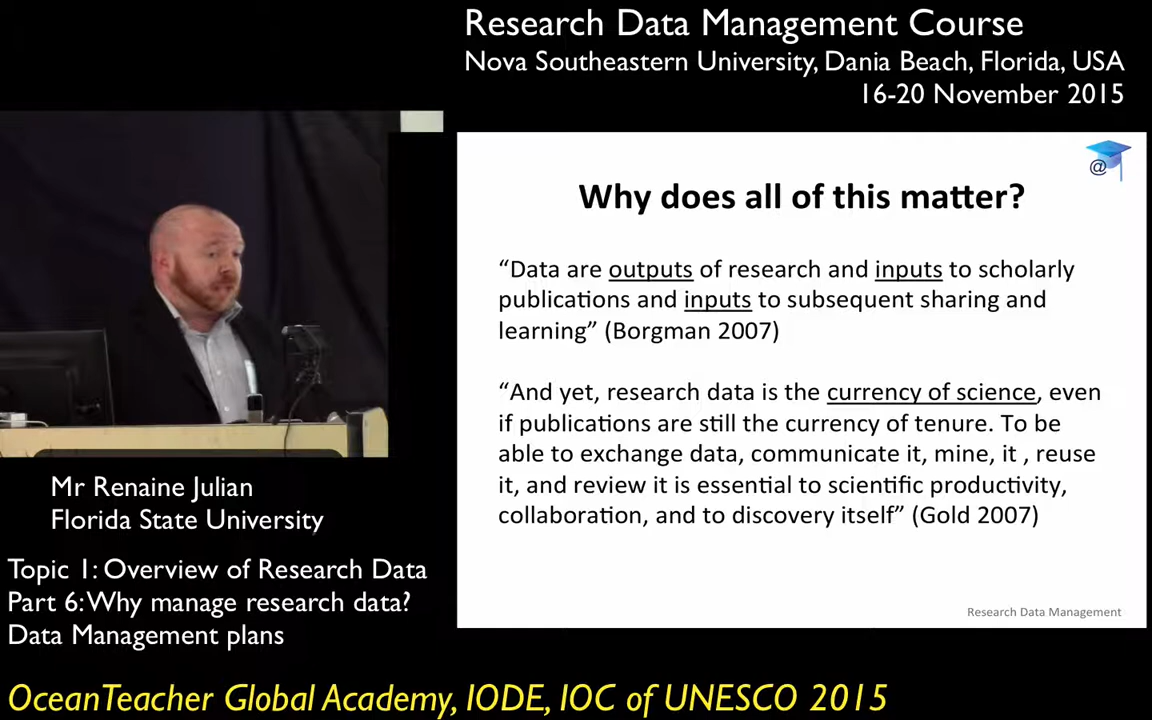 Research Data Management Course
Nova Southeastern University, Dania Beach, Florida, USA
16-20 November 2015
@
Why does all of this matter?
“Data are outputs of research and inputs to scholarly
publications and inputs to subsequent sharing and
learning” (Borgman 2007)
“And yet, research data is the currency of science, even
if publications are still the currency of tenure. To be
able to exchange data, communicate it, mine, it , reuse
it, and review it is essential to scientific productivity,
collaboration, and to discovery itself” (Gold 2007)
Research Data Management
Mr Renaine Julian
Florida State University
Topic 1: Overview of Research Data
Part 6: Why manage research data?
Data Management plans
OceanTeacher Global Academy, IODE, IOC of UNESCO 2015